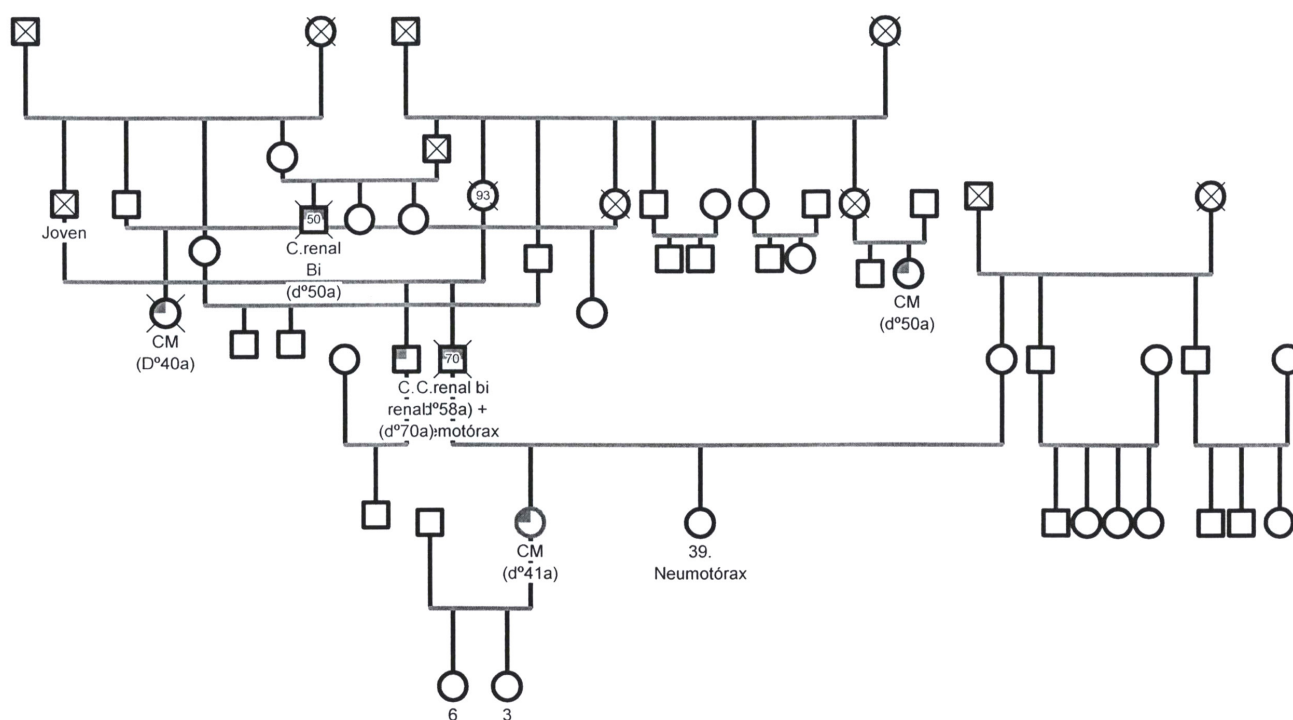 93
50
Joven
C.renal
Bi
(dº50a)
CM
(dº50a)
CM
(Dº40a)
70
C.
renal
(dº70a)
C.renal bi
dº58a) +
motórax
CM
(dº41a)
39.
Neumotórax
6
3